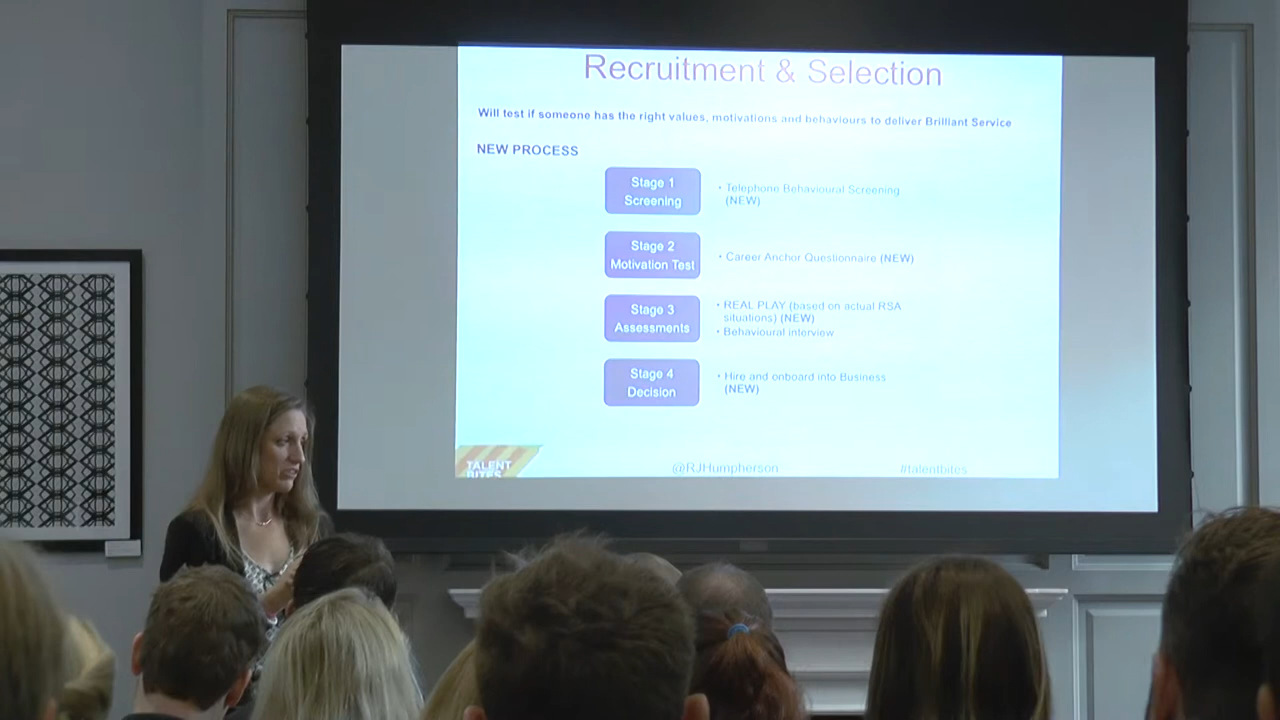 Recruitment & Selection
Will test if someone has the right values, motivations and behaviours to deliver Brilliant Service
NEW PROCESS
Stage 1
Screening
• Telephone Behavioural Screening
(NEW)
Stage 2
Motivation Test
• Career Anchor Questionnaire (NEW)
Stage 3
Assessments
• REAL PLAY (based on actual RSA
situations) (NEW)
• Behavioural interview
Stage 4
Decision
• Hire and onboard into Business
(NEW)
TALENT
BITES
@RJHumpherson
#talentbites